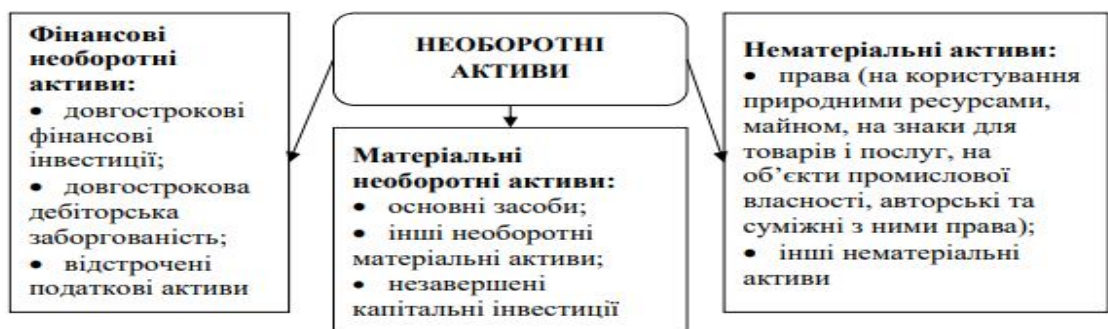 НЕОБОРОТНІ
АКТИВИ
Фінансові
необоротні
активи:
• довгострокові
фінансові
інвестиції;
• довгострокова
дебіторська
заборгованість;
• відстрочені
податкові активи
Матеріальні
необоротні активи:
• основні засоби;
• інші необоротні
матеріальні активи;
• незавершені
капітальні інвестиції
Нематеріальні активи:
• права (на користування
природними ресурсами,
майном, на знаки для
товарів і послуг, на
об’єкти промислової
власності, авторські та
суміжні з ними права);
• інші нематеріальні
активи